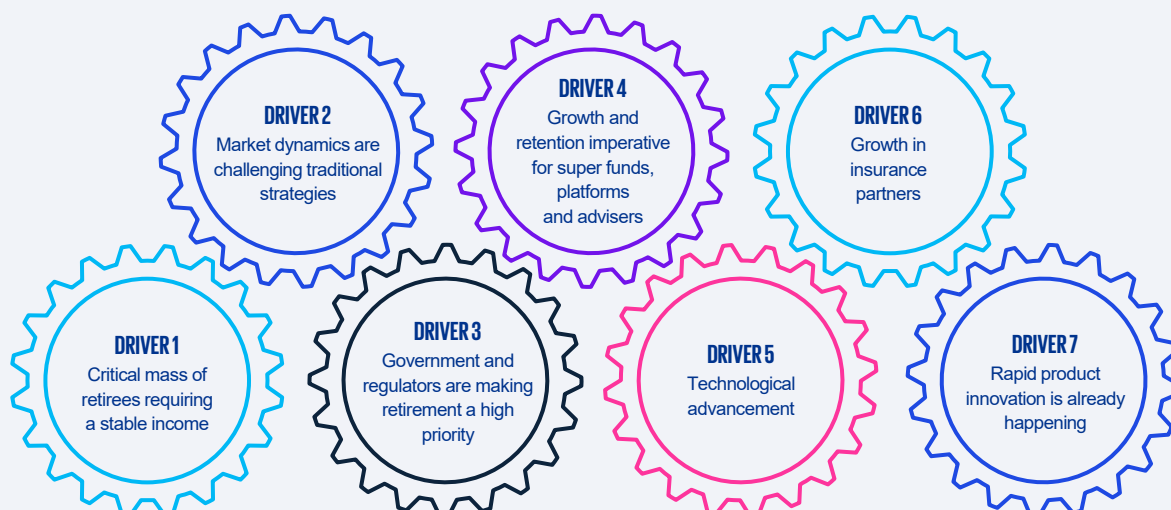 DRIVER 1
Critical mass of
retirees requiring
a stable income
DRIVER 2
Market dynamics are
challenging traditional
strategies
DRIVER 3
Government and
regulators are making
retirement a high
priority
DRIVER 4
Growth and
retention imperative
for super funds,
platforms
and advisers
DRIVER 5
Technological
advancement
DRIVER 6
Growth in
insurance
partners
DRIVER 7
Rapid product
innovation is already
happening